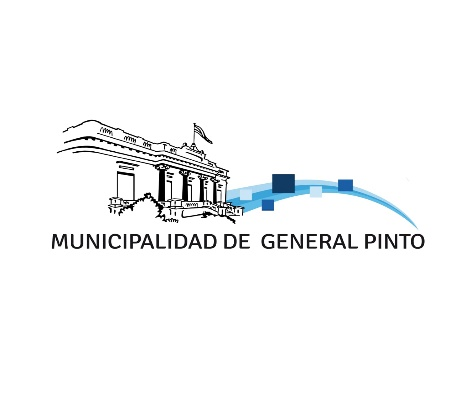 MUNICIPALIDAD DE GENERAL PINTO